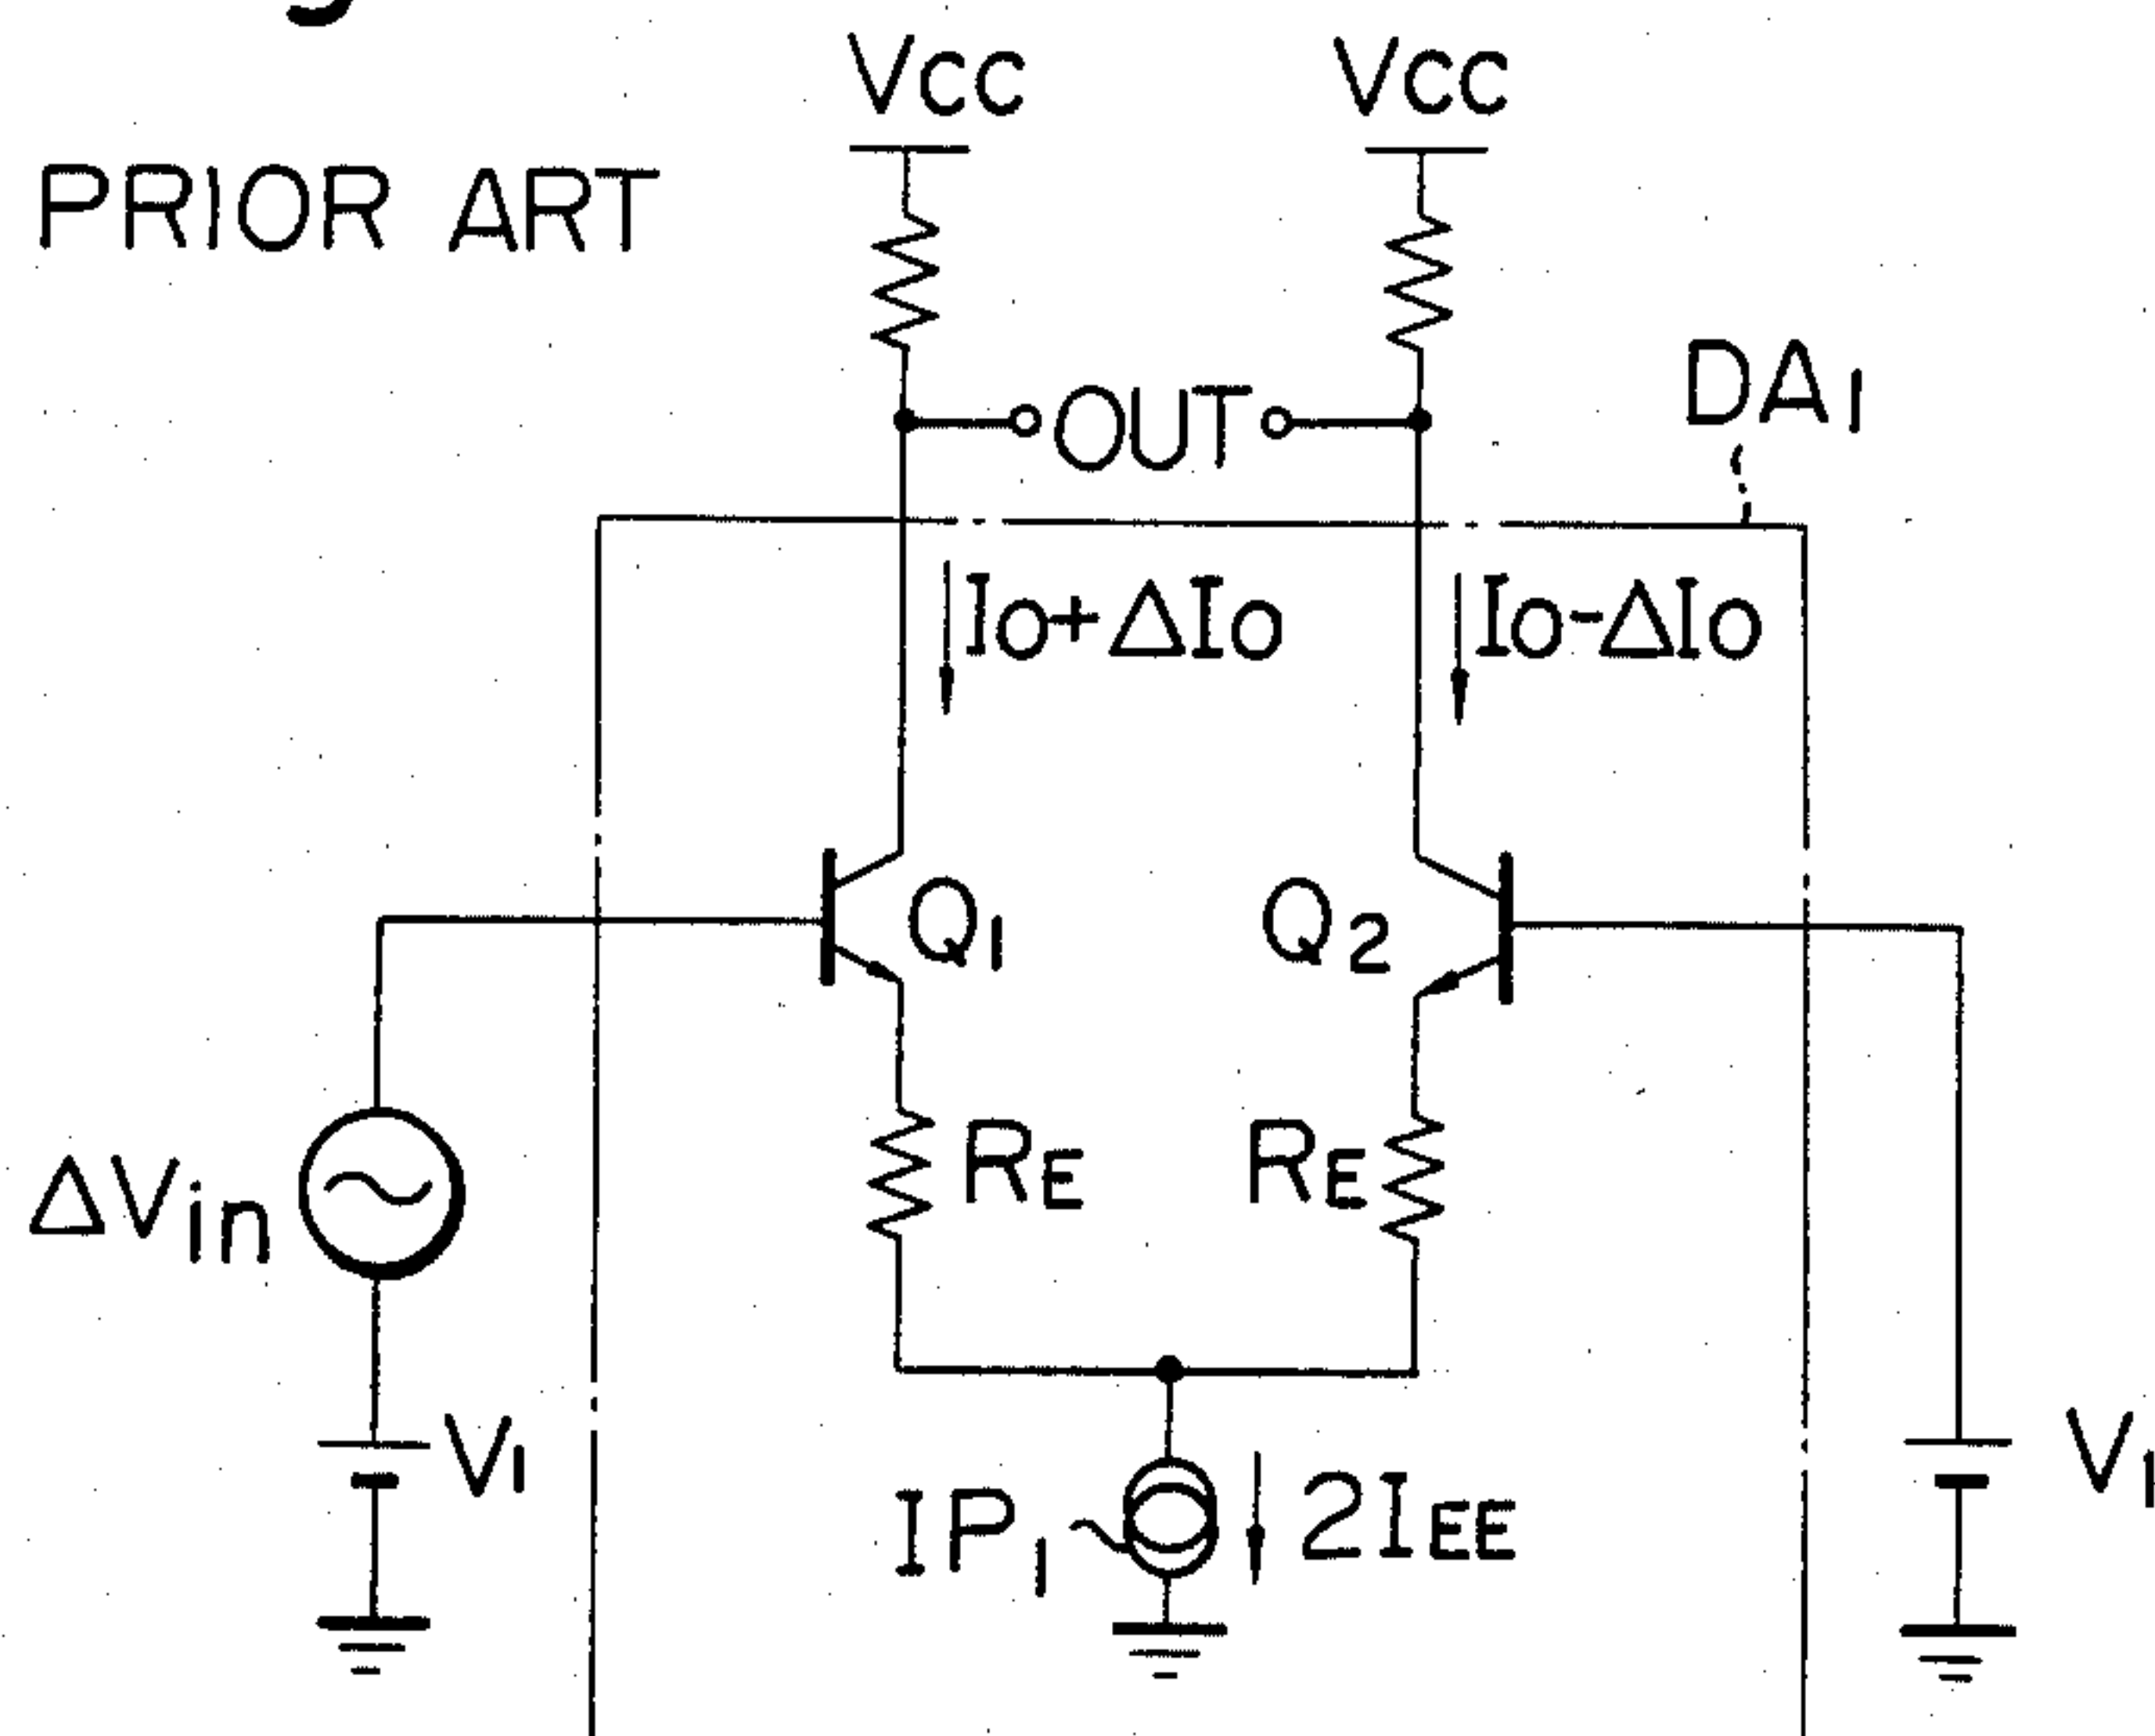 VCC VCC
PRIOR ART
OUT
DA1
IO+ΔIO IO-ΔIO
Q1 Q2
RE RE
ΔVin
V1 V1
IP1 2IEE